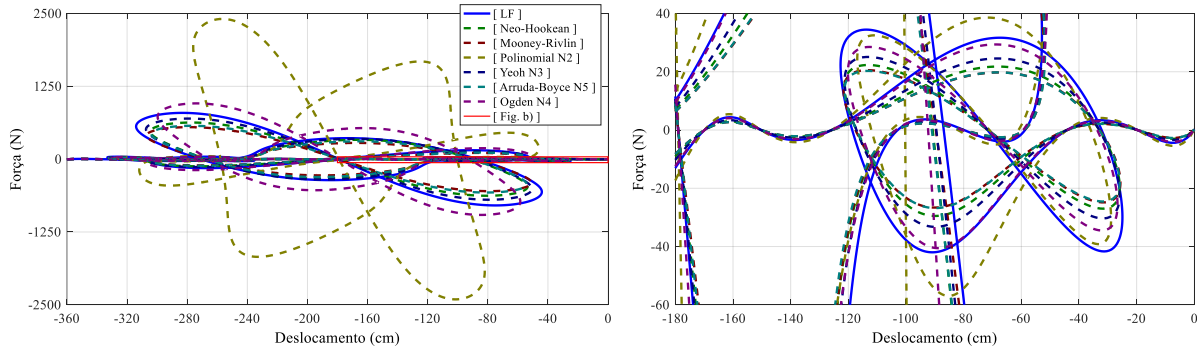 2500
1250
0
-1250
-2500
Força (N)
-360
-320
-280
-240
-200
-160
-120
-80
-40
0
Deslocamento (cm)
[ LF ]
[ Neo-Hookean ]
[ Mooney-Rivlin ]
[ Polinomial N2 ]
[ Yeoh N3 ]
[ Arruda-Boyce N5 ]
[ Ogden N4 ]
[ Fig. b) ]
40
20
0
-20
-40
-60
Força (N)
-180
-160
-140
-120
-100
-80
-60
-40
-20
0
Deslocamento (cm)